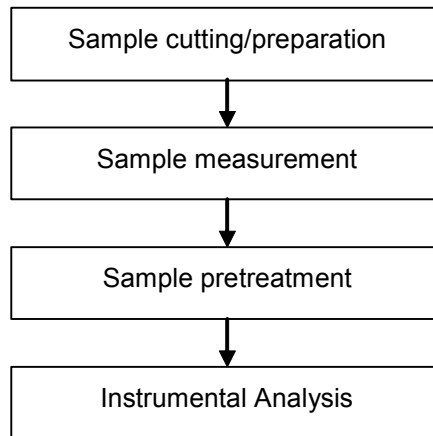 Sample cutting/preparation
Sample measurement
Sample pretreatment
Instrumental Analysis